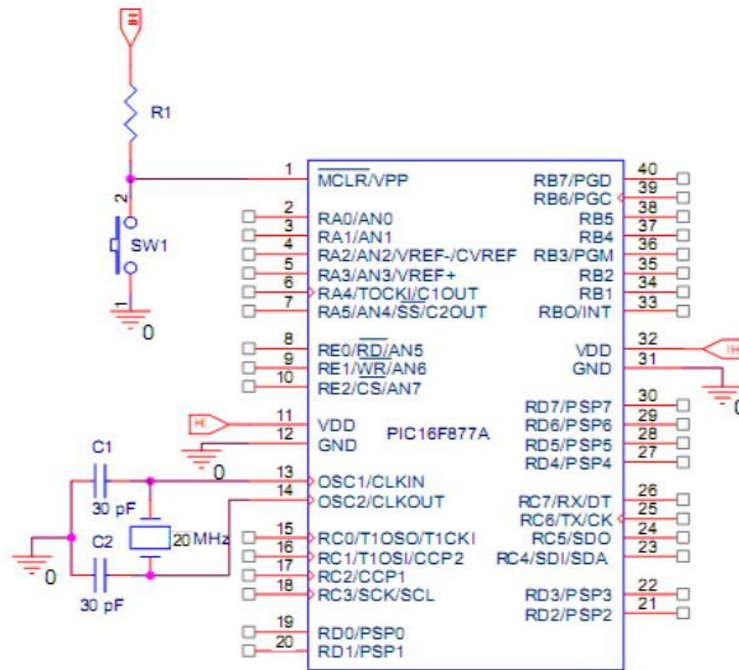 HI
R1
2
SW1
1
0
1 MCLR/VPP
2 RA0/AN0
3 RA1/AN1
4 RA2/AN2/VREF-/CVREF
5 RA3/AN3/VREF+
6 RA4/TOCKI/C1OUT
7 RA5/AN4/SS/C2OUT
8 RE0/RD/AN5
9 RE1/WR/AN6
10 RE2/CS/AN7
HI
11 VDD
12 GND
0
PIC16F877A
C1
30 pF
13 OSC1/CLKIN
14 OSC2/CLKOUT
20 MHz
C2
30 pF
0
15 RC0/T1OSO/T1CKI
16 RC1/T1OSI/CCP2
17 RC2/CCP1
18 RC3/SCK/SCL
19 RD0/PSP0
20 RD1/PSP1
RB7/PGD 40
RB6/PGC 39
RB5 38
RB4 37
RB3/PGM 36
RB2 35
RB1 34
RBO/INT 33
VDD 32
HI
GND 31
0
RD7/PSP7 30
RD6/PSP6 29
RD5/PSP5 28
RD4/PSP4 27
RC7/RX/DT 26
RC6/TX/CK 25
RC5/SDO 24
RC4/SDI/SDA 23
RD3/PSP3 22
RD2/PSP2 21